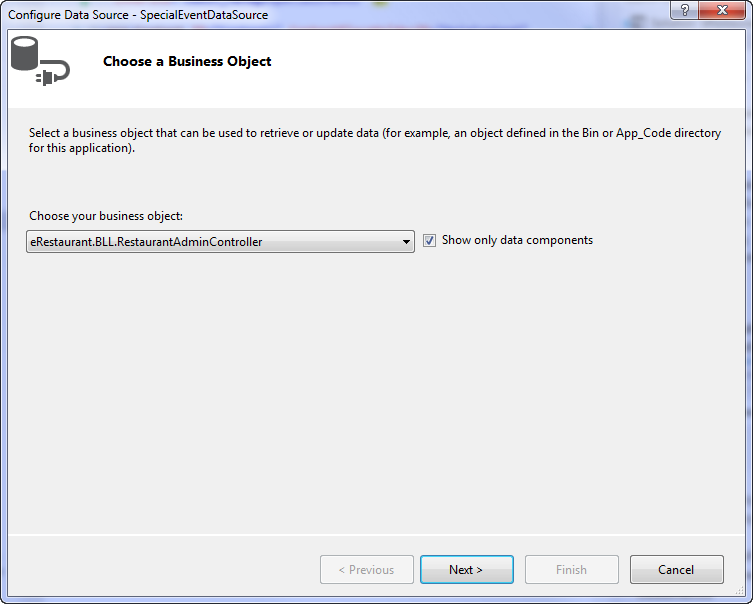 Configure Data Source - SpecialEventDataSource
?
Choose a Business Object
Select a business object that can be used to retrieve or update data (for example, an object defined in the Bin or App_Code directory
for this application).
Choose your business object:
eRestaurant.BLL.RestaurantAdminController
Show only data components
< Previous
Next >
Finish
Cancel